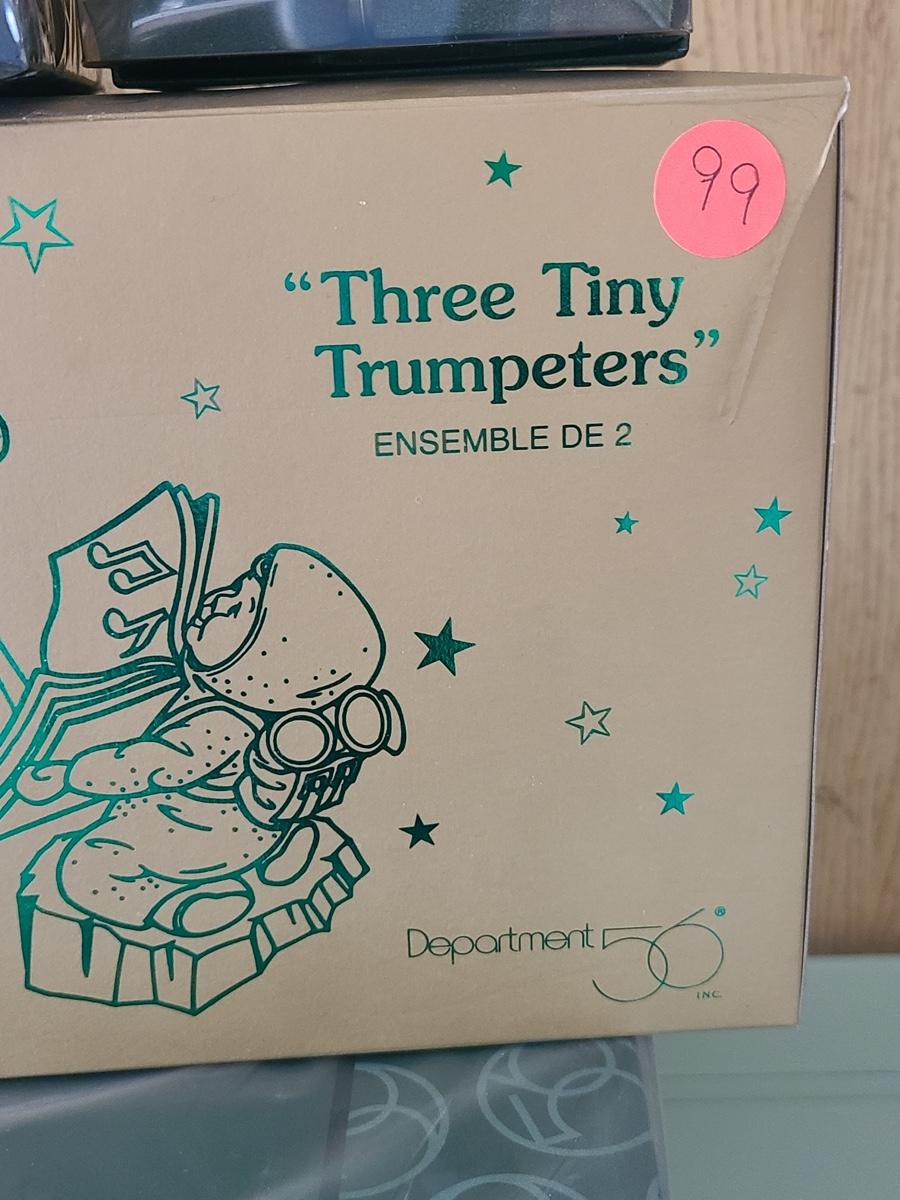 99
“Three Tiny
Trumpeters”
ENSEMBLE DE 2
Department 56®
INC.